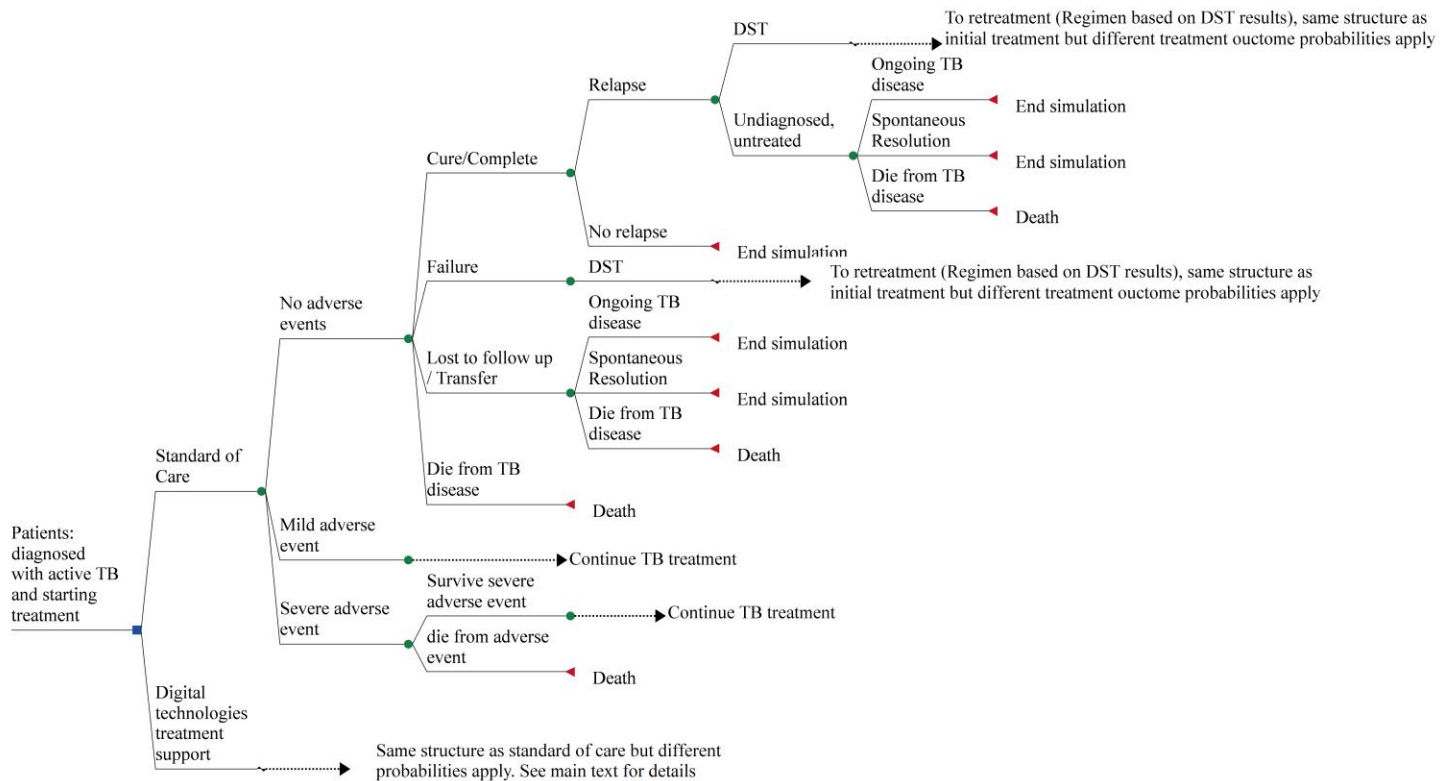 To retreatment (Regimen based on DST results), same structure as
initial treatment but different treatment ouctome probabilities apply
DST
Ongoing TB
disease
End simulation
Relapse
Undiagnosed,
untreated
Spontaneous
Resolution
End simulation
Cure/Complete
Die from TB
disease
Death
No relapse
End simulation
Failure
DST
To retreatment (Regimen based on DST results), same structure as
initial treatment but different treatment ouctome probabilities apply
No adverse
events
Ongoing TB
disease
End simulation
Lost to follow up
/ Transfer
Spontaneous
Resolution
End simulation
Die from TB
disease
Death
Standard of
Care
Die from TB
disease
Death
Patients:
diagnosed
with active TB
and starting
treatment
Mild adverse
event
Continue TB treatment
Severe adverse
event
Survive severe
adverse event
Continue TB treatment
die from adverse
event
Death
Digital
technologies
treatment
support
Same structure as standard of care but different
probabilities apply. See main text for details